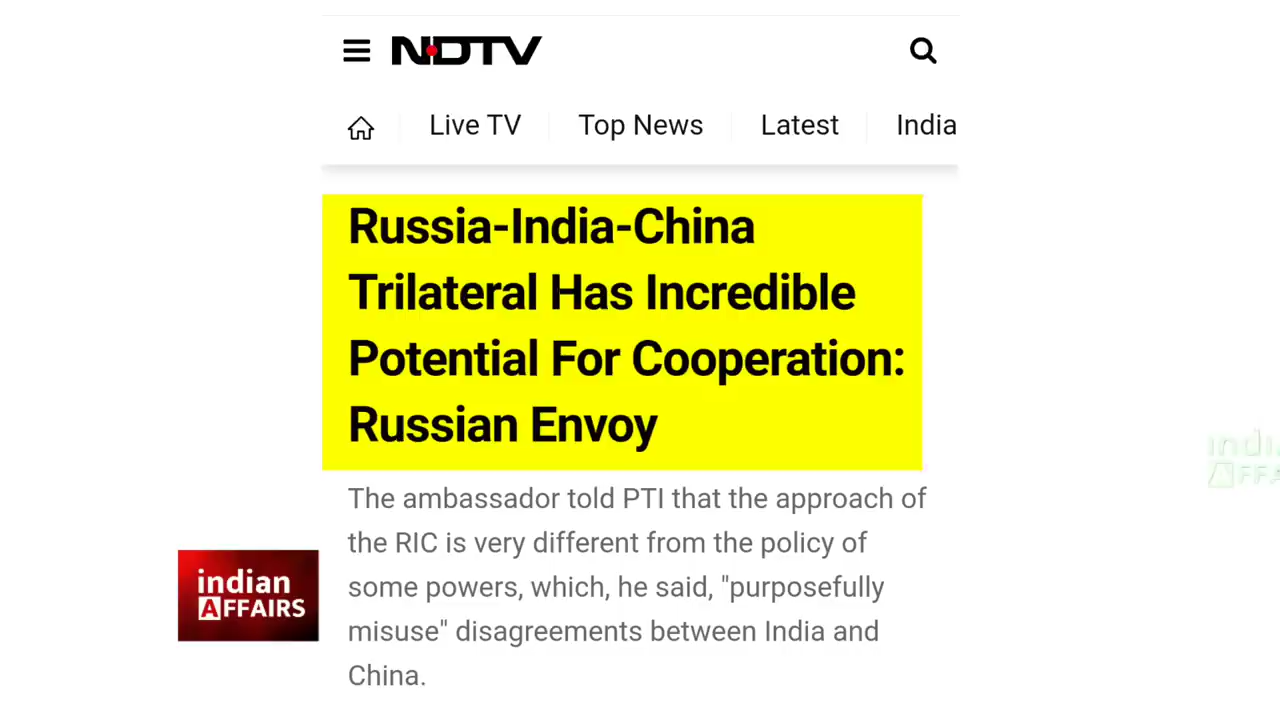 NDTV
Live TV
Top News
Latest
India
Russia-India-China
Trilateral Has Incredible
Potential For Cooperation:
Russian Envoy
The ambassador told PTI that the approach of
the RIC is very different from the policy of
some powers, which, he said, "purposefully
misuse" disagreements between India and
China.
indian
AFFAIRS